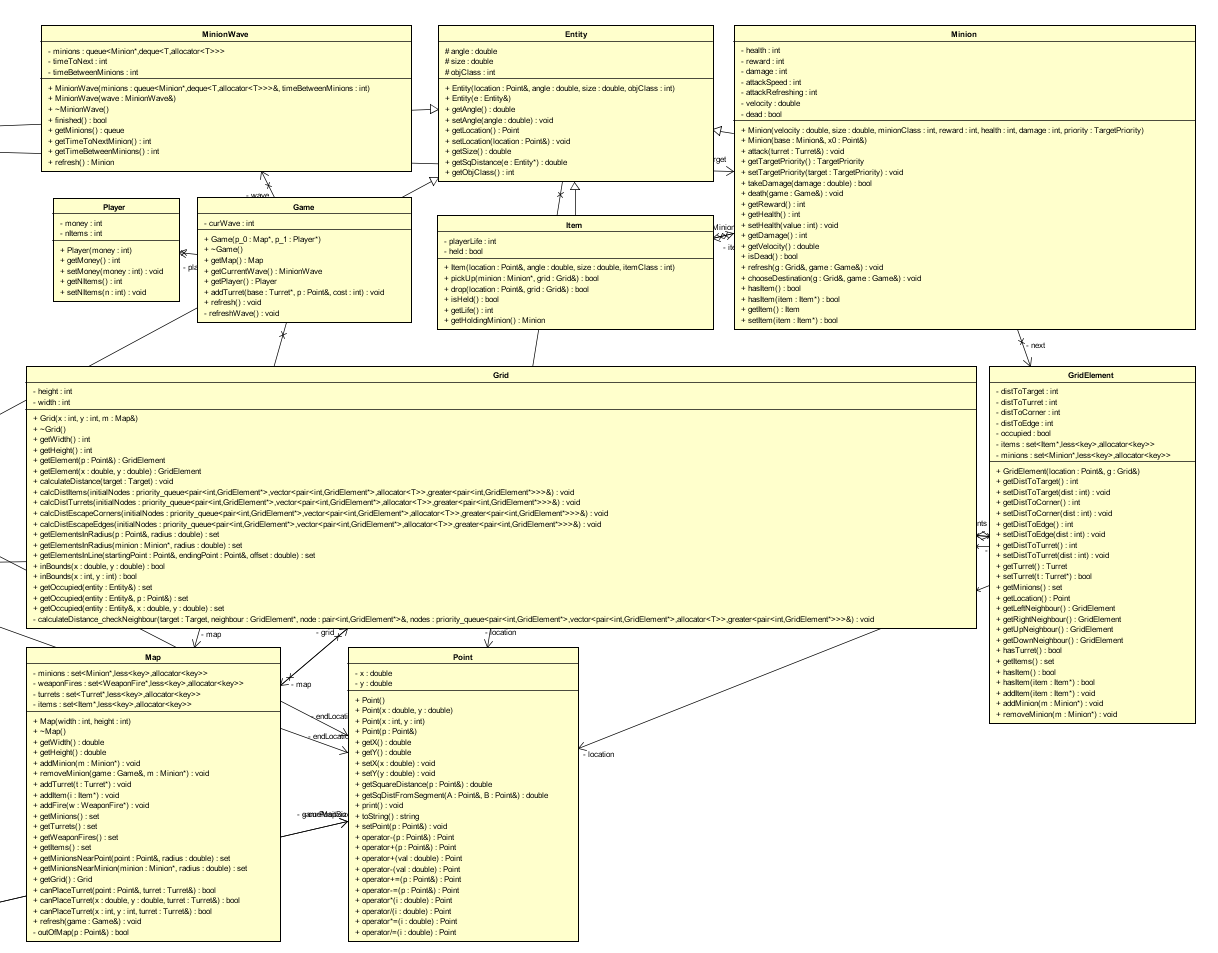 MinionWave
- minions : queue<Minion*,deque<T,allocator<T>>>
- timeToNext : int
- timeBetweenMinions : int
+ MinionWave(minions : queue<Minion*,deque<T,allocator<T>>>&, timeBetweenMinions : int)
+ MinionWave(wave : MinionWave&)
+ ~MinionWave()
+ finished() : bool
+ getMinions() : queue
+ getTimeToNextMinion() : int
+ getTimeBetweenMinions() : int
+ refresh() : Minion
Entity
# angle : double
# size : double
# objClass : int
+ Entity(location : Point&, angle : double, size : double, objClass : int)
+ Entity(e : Entity&)
+ getAngle() : double
+ setAngle(angle : double) : void
+ getLocation() : Point
+ setLocation(location : Point&) : void
+ getSize() : double
+ getSqDistance(e : Entity*) : double
+ getObjClass() : int
Minion
- health : int
- reward : int
- damage : int
- attackSpeed : int
- attackRefreshing : int
- velocity : double
- dead : bool
+ Minion(velocity : double, size : double, minionClass : int, reward : int, health : int, damage : int, priority : TargetPriority)
+ Minion(base : Minion&, x0 : Point&)
+ attack(turret : Turret&) : void
+ getTargetPriority() : TargetPriority
+ setTargetPriority(target : TargetPriority) : void
+ takeDamage(damage : double) : bool
+ death(game : Game&) : void
+ getReward() : int
+ getHealth() : int
+ setHealth(value : int) : void
+ getDamage() : int
+ getVelocity() : double
+ isDead() : bool
+ refresh(g : Grid&, game : Game&) : void
+ chooseDestination(g : Grid&, game : Game&) : void
+ hasItem() : bool
+ hasItem(item : Item*) : bool
+ getItem() : Item
+ setItem(item : Item*) : bool
rget
- wave
Player
- money : int
- nItems : int
+ Player(money : int)
+ getMoney() : int
+ setMoney(money : int) : void
+ getNItems() : int
+ setNItems(n : int) : void
- pla
Game
- curWave : int
+ Game(p_0 : Map*, p_1 : Player*)
+ ~Game()
+ getMap() : Map
+ getCurrentWave() : MinionWave
+ getPlayer() : Player
+ addTurret(base : Turret*, p : Point&, cost : int) : void
+ refresh() : void
- refreshWave() : void
Item
- playerLife : int
- held : bool
+ Item(location : Point&, angle : double, size : double, itemClass : int)
+ pickUp(minion : Minion*, grid : Grid&) : bool
+ drop(location : Point&, grid : Grid&) : bool
+ isHeld() : bool
+ getLife() : int
+ getHoldingMinion() : Minion
Minion
- ite
- next
Grid
- height : int
- width : int
+ Grid(x : int, y : int, m : Map&)
+ ~Grid()
+ getWidth() : int
+ getHeight() : int
+ getElement(p : Point&) : GridElement
+ getElement(x : double, y : double) : GridElement
+ calculateDistance(target : Target) : void
+ calcDistItems(initialNodes : priority_queue<pair<int,GridElement*>,vector<pair<int,GridElement*>,allocator<T>>,greater<pair<int,GridElement*>>>&) : void
+ calcDistTurrets(initialNodes : priority_queue<pair<int,GridElement*>,vector<pair<int,GridElement*>,allocator<T>>,greater<pair<int,GridElement*>>>&) : void
+ calcDistEscapeCorners(initialNodes : priority_queue<pair<int,GridElement*>,vector<pair<int,GridElement*>,allocator<T>>,greater<pair<int,GridElement*>>>&) : void
+ calcDistEscapeEdges(initialNodes : priority_queue<pair<int,GridElement*>,vector<pair<int,GridElement*>,allocator<T>>,greater<pair<int,GridElement*>>>&) : void
+ getElementsInRadius(p : Point&, radius : double) : set
+ getElementsInRadius(minion : Minion*, radius : double) : set
+ getElementsInLine(startingPoint : Point&, endingPoint : Point&, offset : double) : set
+ inBounds(x : double, y : double) : bool
+ inBounds(x : int, y : int) : bool
+ getOccupied(entity : Entity&) : set
+ getOccupied(entity : Entity&, p : Point&) : set
+ getOccupied(entity : Entity&, x : double, y : double) : set
- calculateDistance_checkNeighbour(target : Target, neighbour : GridElement*, node : pair<int,GridElement*>&, nodes : priority_queue<pair<int,GridElement*>,vector<pair<int,GridElement*>,allocator<T>>,greater<pair<int,GridElement*>>>&) : void
GridElement
- distToTarget : int
- distToTurret : int
- distToCorner : int
- distToEdge : int
- occupied : bool
- items : set<Item*,less<key>,allocator<key>>
- minions : set<Minion*,less<key>,allocator<key>>
+ GridElement(location : Point&, g : Grid&)
+ getDistToTarget() : int
+ setDistToTarget(dist : int) : void
+ getDistToCorner() : int
+ setDistToCorner(dist : int) : void
+ getDistToEdge() : int
+ setDistToEdge(dist : int) : void
+ getDistToTurret() : int
+ setDistToTurret(dist : int) : void
+ getTurret() : Turret
+ setTurret(t : Turret*) : bool
+ getMinions() : set
+ getLocation() : Point
+ getLeftNeighbour() : GridElement
+ getRightNeighbour() : GridElement
+ getUpNeighbour() : GridElement
+ getDownNeighbour() : GridElement
+ hasTurret() : bool
+ getItems() : set
+ hasItem() : bool
+ hasItem(item : Item*) : bool
+ addItem(item : Item*) : void
+ addMinion(m : Minion*) : void
+ removeMinion(m : Minion*) : void
nts
- map
- grid
- location
Map
- minions : set<Minion*,less<key>,allocator<key>>
- weaponFires : set<WeaponFire*,less<key>,allocator<key>>
- turrets : set<Turret*,less<key>,allocator<key>>
- items : set<Item*,less<key>,allocator<key>>
+ Map(width : int, height : int)
+ ~Map()
+ getWidth() : double
+ getHeight() : double
+ addMinion(m : Minion*) : void
+ removeMinion(game : Game&, m : Minion*) : void
+ addTurret(t : Turret*) : void
+ addItem(i : Item*) : void
+ addFire(w : WeaponFire*) : void
+ getMinions() : set
+ getTurrets() : set
+ getWeaponFires() : set
+ getItems() : set
+ getMinionsNearPoint(point : Point&, radius : double) : set
+ getMinionsNearMinion(minion : Minion*, radius : double) : set
+ getGrid() : Grid
+ canPlaceTurret(point : Point&, turret : Turret&) : bool
+ canPlaceTurret(x : double, y : double, turret : Turret&) : bool
+ canPlaceTurret(x : int, y : int, turret : Turret&) : bool
+ refresh(game : Game&) : void
- outOfMap(p : Point&) : bool
- map
- endLocati
- endLocati
Point
- x : double
- y : double
+ Point()
+ Point(x : double, y : double)
+ Point(x : int, y : int)
+ Point(p : Point&)
+ getX() : double
+ getY() : double
+ setX(x : double) : void
+ setY(y : double) : void
+ getSquareDistance(p : Point&) : double
+ getSqDistFromSegment(A : Point&, B : Point&) : double
+ print() : void
+ toString() : string
+ setPoint(p : Point&) : void
+ operator-(p : Point&) : Point
+ operator+(p : Point&) : Point
+ operator+(val : double) : Point
+ operator-(val : double) : Point
+ operator+=(p : Point&) : Point
+ operator-=(p : Point&) : Point
+ operator*(i : double) : Point
+ operator/(i : double) : Point
+ operator*=(i : double) : Point
+ operator/=(i : double) : Point
- location